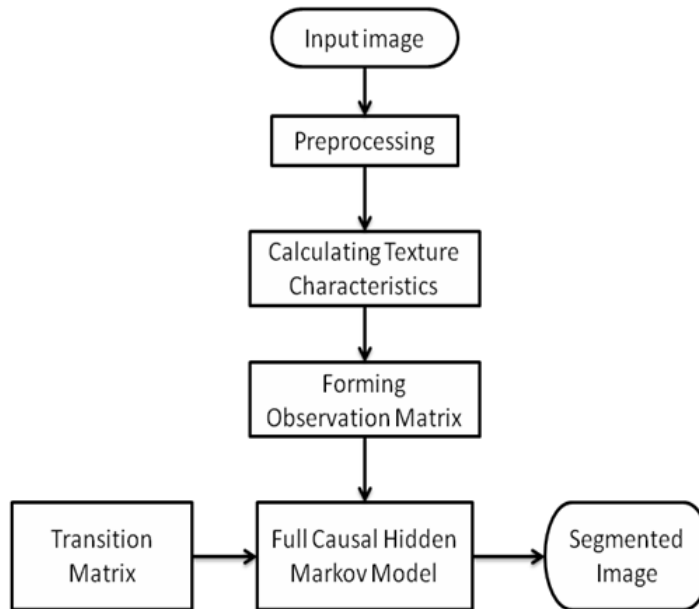 Input image
Preprocessing
Calculating Texture
Characteristics
Forming
Observation Matrix
Transition
Matrix
Full Causal Hidden
Markov Model
Segmented
Image